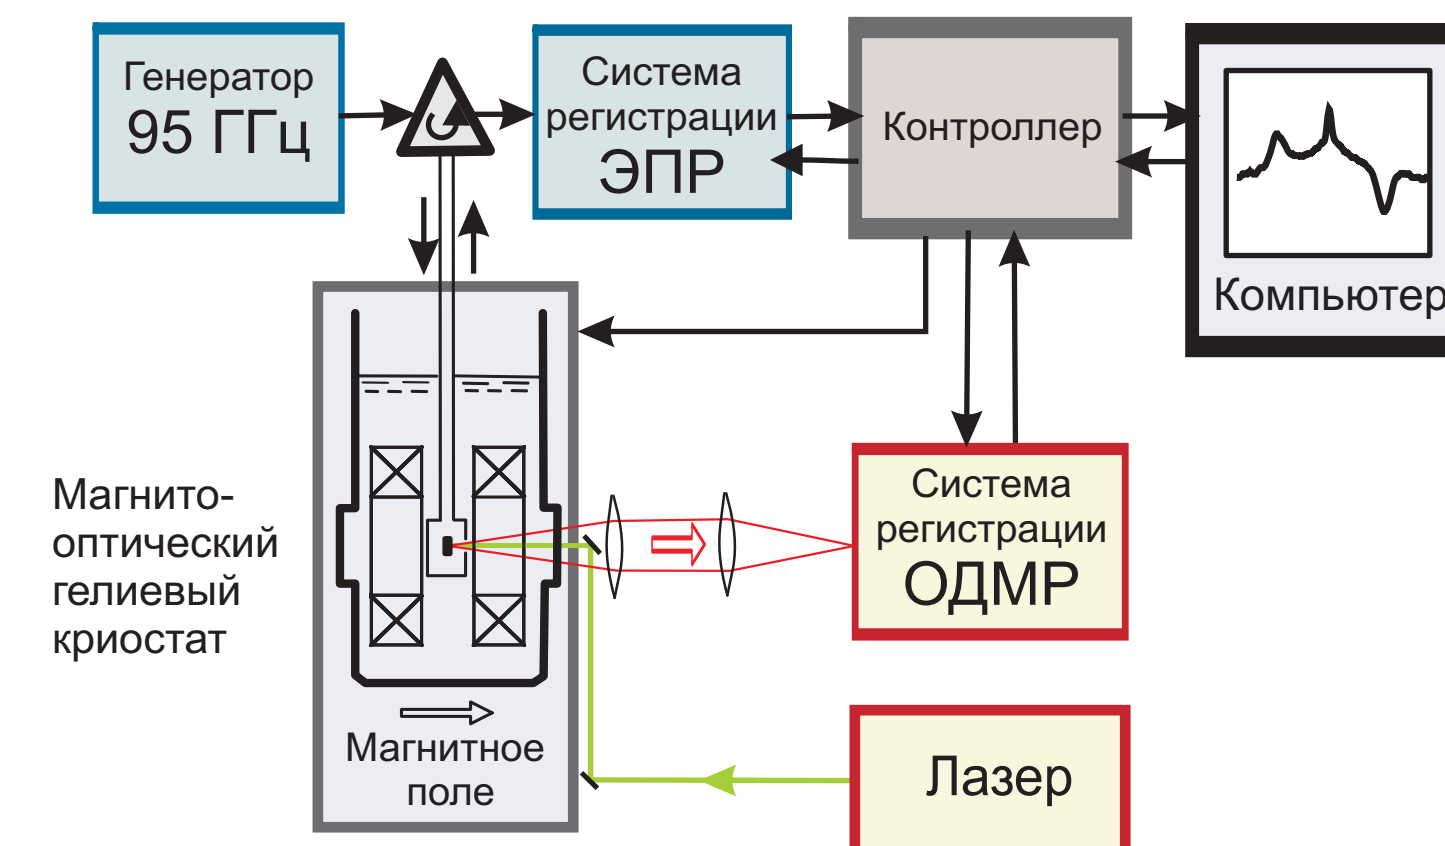 Генератор
95 ГГц
Система
регистрации
ЭПР
Контроллер
Компьютер
Магнито-
оптический
гелиевый
криостат
Система
регистрации
ОДМР
Магнитное
поле
Лазер